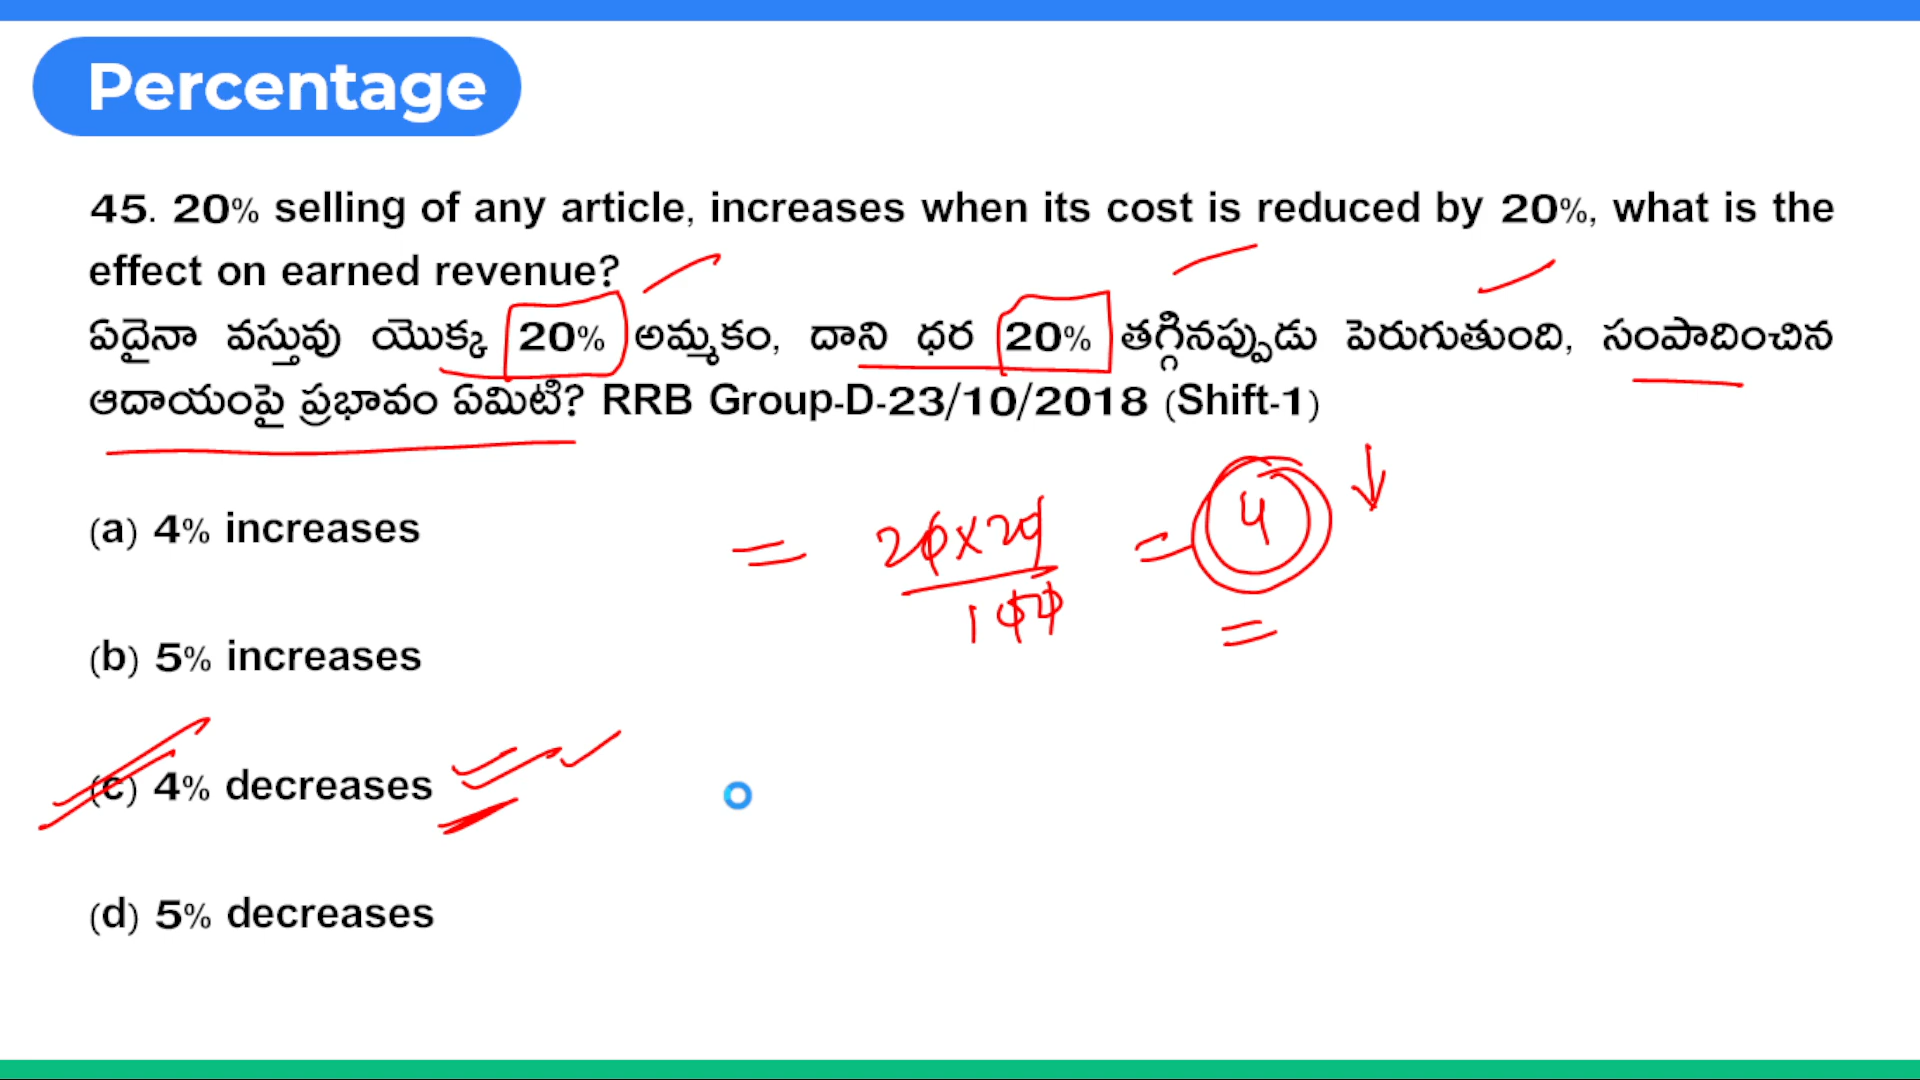 Percentage
45. 20% selling of any article, increases when its cost is reduced by 20%, what is the
effect on earned revenue?
ఏదైనా వస్తువు యొక్క 20% అమ్మకం, దాని ధర 20% తగ్గినప్పుడు పెరుగుతుంది, సంపాదించిన
ఆదాయంపై ప్రభావం ఏమిటి? RRB Group-D-23/10/2018 (Shift-1)
(a) 4% increases
= 20×20/100 = 4 ↓
=
(b) 5% increases
(c) 4% decreases
(d) 5% decreases